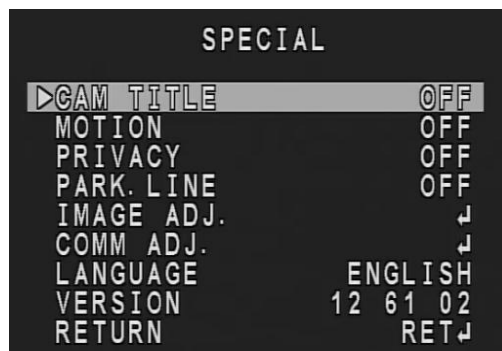 SPECIAL
▷CAM TITLE OFF
MOTION OFF
PRIVACY OFF
PARK. LINE OFF
IMAGE ADJ. ↲
COMM ADJ. ↲
LANGUAGE ENGLISH
VERSION 12 61 02
RETURN RET↲